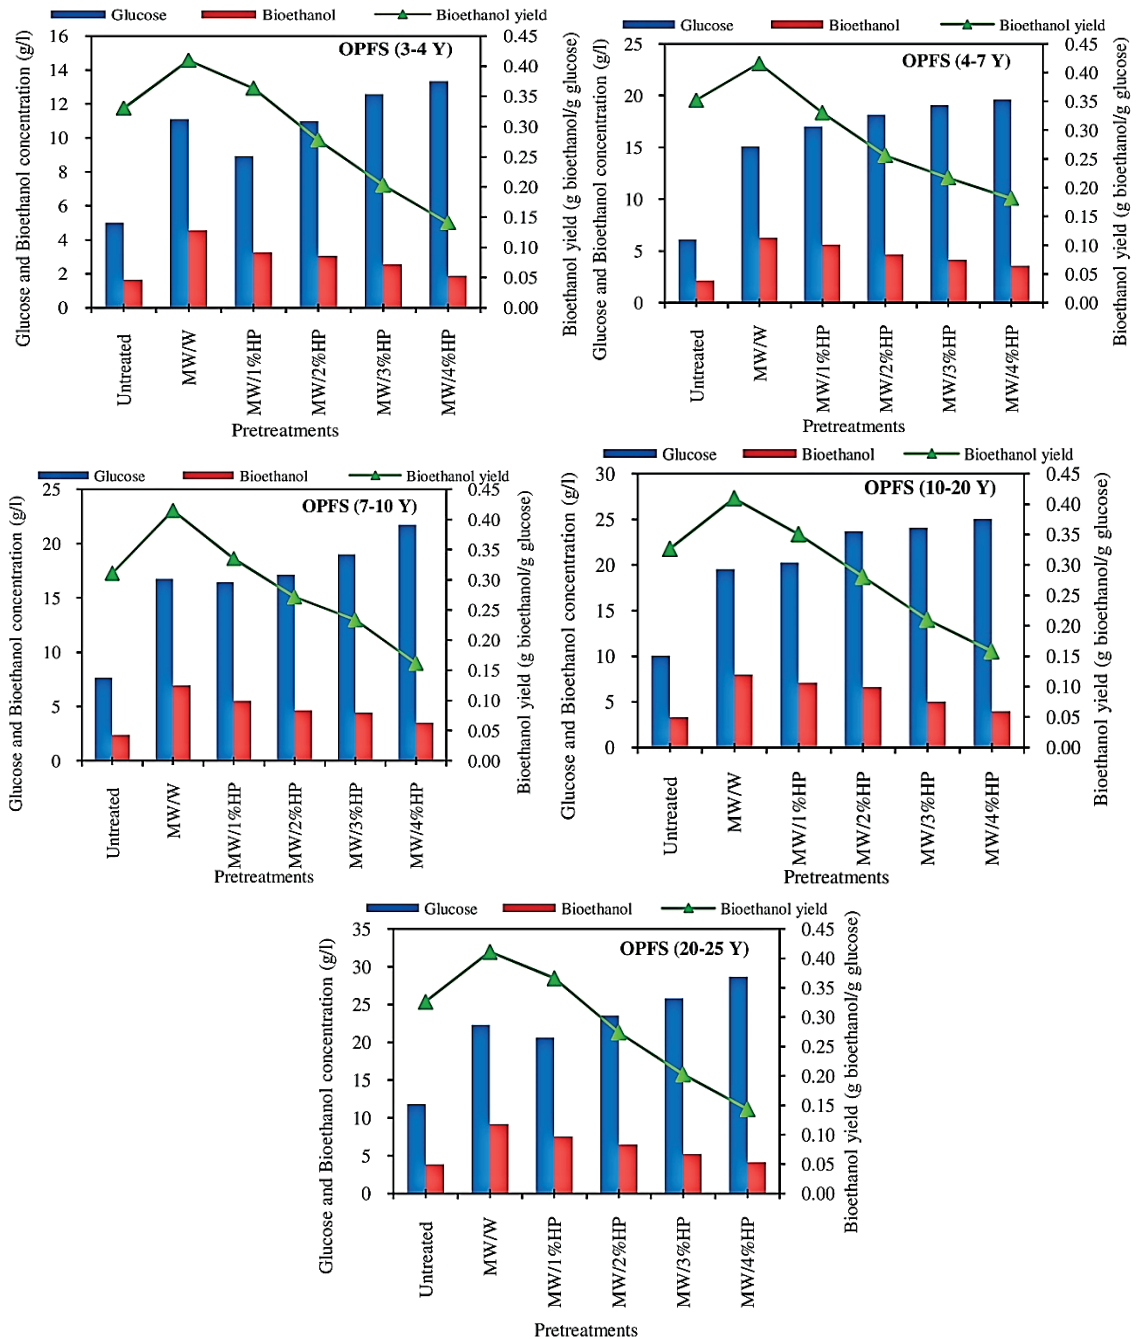 Glucose Bioethanol Bioethanol yield
OPFS (3-4 Y)
Glucose and Bioethanol concentration (g/l)
16
14
12
10
8
6
4
2
0
0.45
0.40
0.35
0.30
0.25
0.20
0.15
0.10
0.05
0.00
Bioethanol yield (g bioethanol/g glucose)
Untreated
MW/W
MW/1%HP
MW/2%HP
MW/3%HP
MW/4%HP
Pretreatments
Glucose Bioethanol Bioethanol yield
OPFS (4-7 Y)
Glucose and Bioethanol concentration (g/l)
25
20
15
10
5
0
0.45
0.40
0.35
0.30
0.25
0.20
0.15
0.10
0.05
0.00
Bioethanol yield (g bioethanol/g glucose)
Untreated
MW/W
MW/1%HP
MW/2%HP
MW/3%HP
MW/4%HP
Pretreatments
Glucose Bioethanol Bioethanol yield
OPFS (7-10 Y)
Glucose and Bioethanol concentration (g/l)
25
20
15
10
5
0
0.45
0.40
0.35
0.30
0.25
0.20
0.15
0.10
0.05
0.00
Bioethanol yield (g bioethanol/g glucose)
Untreated
MW/W
MW/1%HP
MW/2%HP
MW/3%HP
MW/4%HP
Pretreatments
Glucose Bioethanol Bioethanol yield
OPFS (10-20 Y)
Glucose and Bioethanol concentration (g/l)
30
25
20
15
10
5
0
0.45
0.40
0.35
0.30
0.25
0.20
0.15
0.10
0.05
0.00
Bioethanol yield (g bioethanol/g glucose)
Untreated
MW/W
MW/1%HP
MW/2%HP
MW/3%HP
MW/4%HP
Pretreatments
Glucose Bioethanol Bioethanol yield
OPFS (20-25 Y)
Glucose and Bioethanol concentration (g/l)
35
30
25
20
15
10
5
0
0.45
0.40
0.35
0.30
0.25
0.20
0.15
0.10
0.05
0.00
Bioethanol yield (g bioethanol/g glucose)
Untreated
MW/W
MW/1%HP
MW/2%HP
MW/3%HP
MW/4%HP
Pretreatments